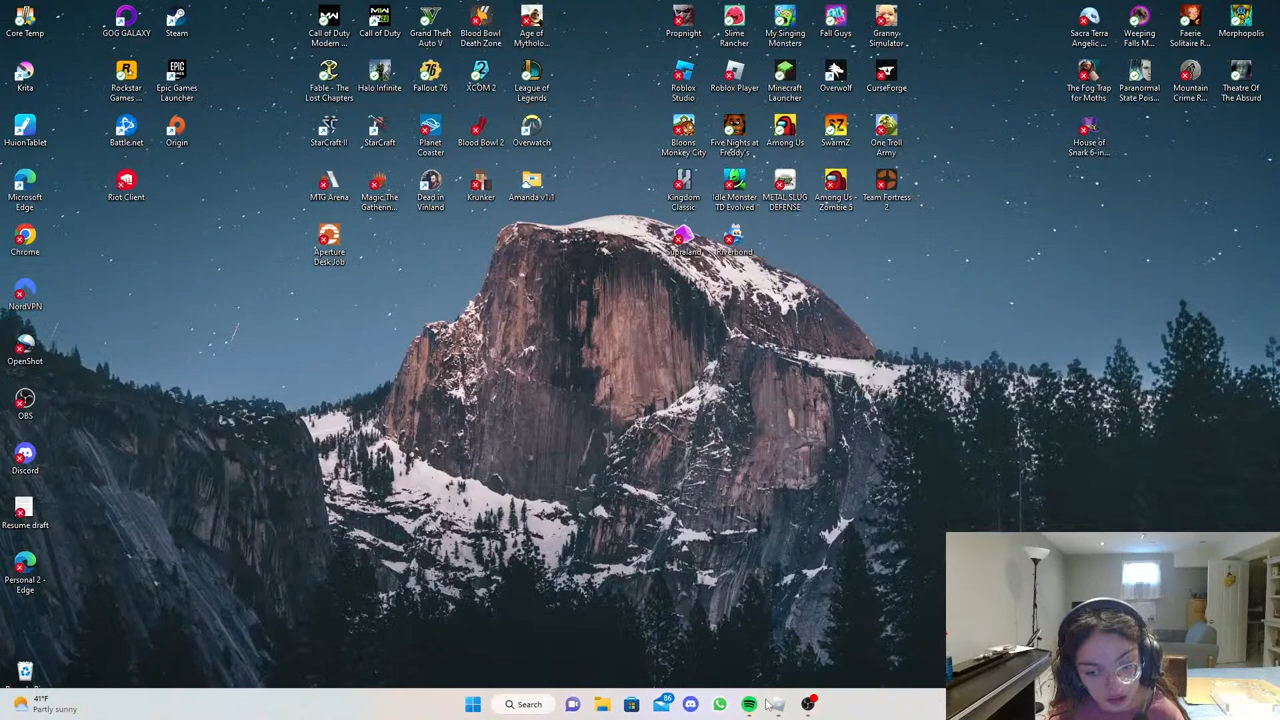 Core Temp
GOG GALAXY
Steam
Call of Duty
Modern ...
Call of Duty
Grand Theft
Auto V
Blood Bowl
Death Zone
Age of
Mytholo...
Propnight
Slime
Rancher
My Singing
Monsters
Fall Guys
Granny
Simulator
Sacra Terra
Angelic ...
Weeping
Falls M...
Faerie
Solitaire R...
Morphopolis
Krita
Rockstar
Games ...
Epic Games
Launcher
Fable - The
Lost Chapters
Halo Infinite
Fallout 76
XCOM 2
League of
Legends
Roblox
Studio
Roblox Player
Minecraft
Launcher
Overwolf
CurseForge
The Fog Trap
for Moths
Paranormal
State Pois...
Mountain
Crime R...
Theatre Of
The Absurd
HuionTablet
Battle.net
Origin
StarCraft II
StarCraft
Planet
Coaster
Blood Bowl 2
Overwatch
Bloons
Monkey City
Five Nights at
Freddy's
Among Us
SwarmZ
One Troll
Army
House of
Snark 6-in...
Microsoft
Edge
Riot Client
MTG Arena
Magic The
Gatherin...
Dead in
Vinland
Krunker
Amanda v1.1
Kingdom
Classic
Idle Monster
TD Evolved
METAL SLUG
DEFENSE
Among Us -
Zombie 5
Team Fortress
2
Chrome
Aperture
Desk Job
Supraland
Riverbond
NordVPN
OpenShot
OBS
Discord
Resume draft
Personal 2 -
Edge
41°F
Partly sunny
Search
86